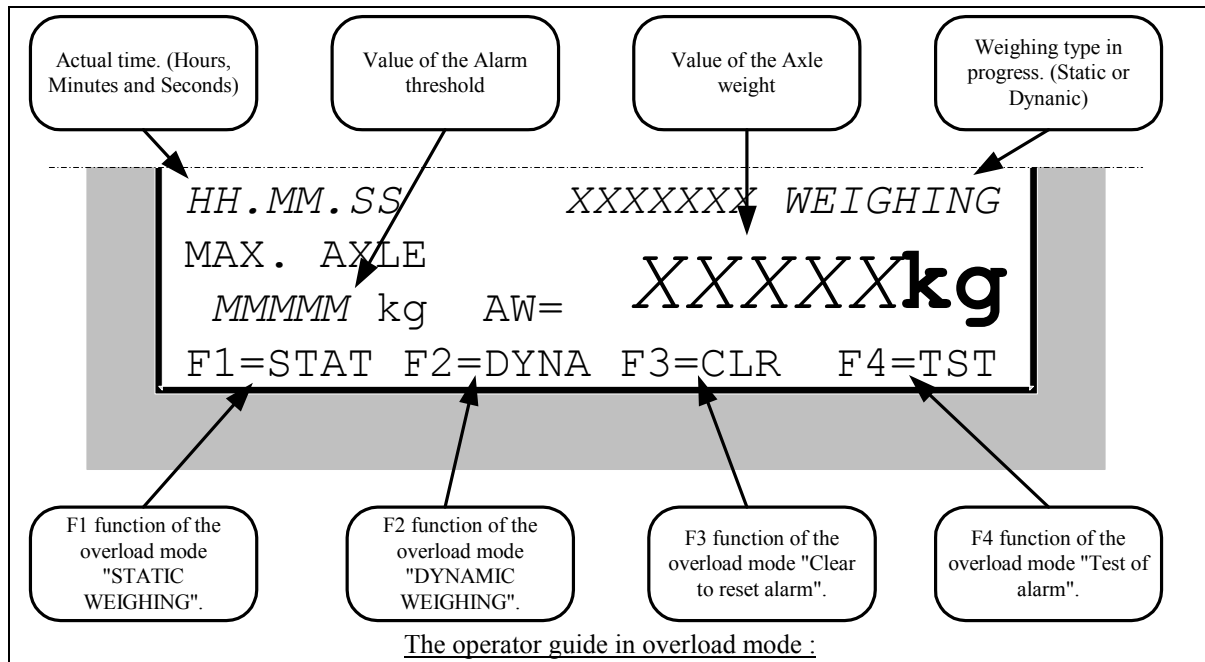 Actual time. (Hours,
Minutes and Seconds)
Value of the Alarm
threshold
Value of the Axle
weight
Weighing type in
progress. (Static or
Dynanic)
HH.MM.SS XXXXXXX WEIGHING
MAX. AXLE
MMMMM kg AW= XXXXXkg
F1=STAT F2=DYNA F3=CLR F4=TST
F1 function of the
overload mode
"STATIC
WEIGHING".
F2 function of the
overload mode
"DYNAMIC
WEIGHING".
F3 function of the
overload mode "Clear
to reset alarm".
F4 function of the
overload mode "Test of
alarm".
The operator guide in overload mode :